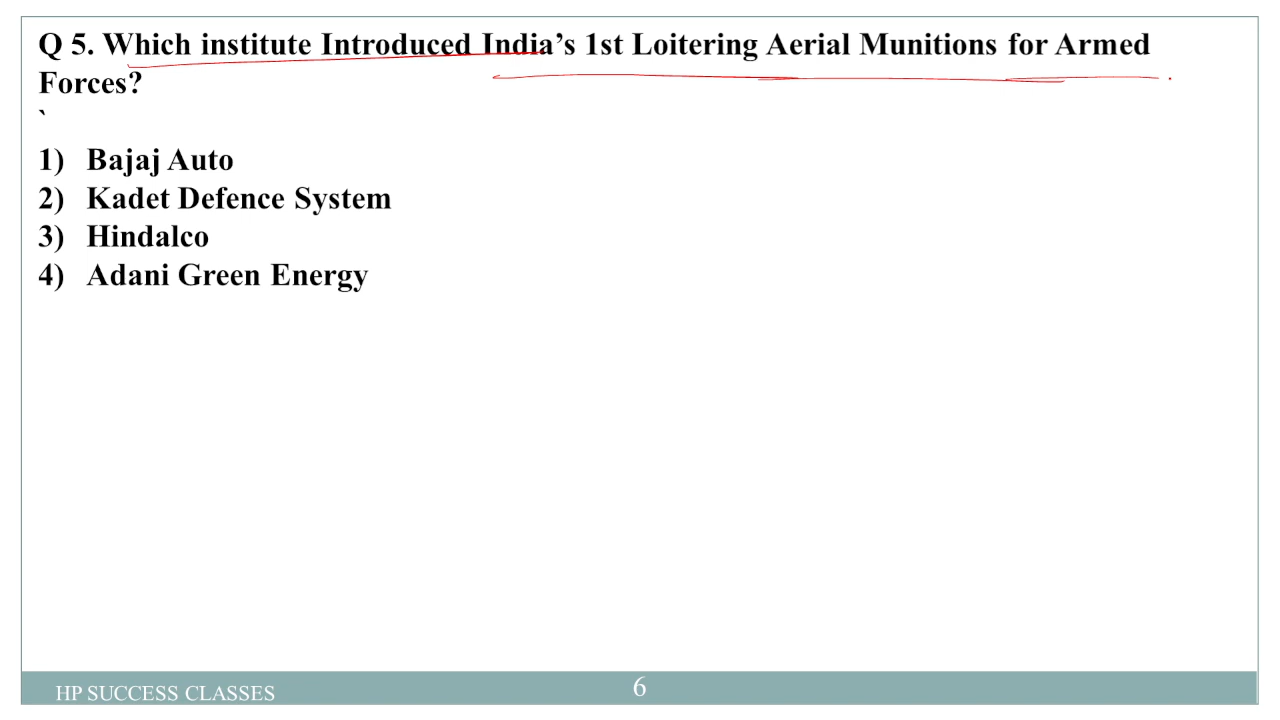 Q 5. Which institute Introduced India’s 1st Loitering Aerial Munitions for Armed
Forces?
`
1) Bajaj Auto
2) Kadet Defence System
3) Hindalco
4) Adani Green Energy
HP SUCCESS CLASSES
6